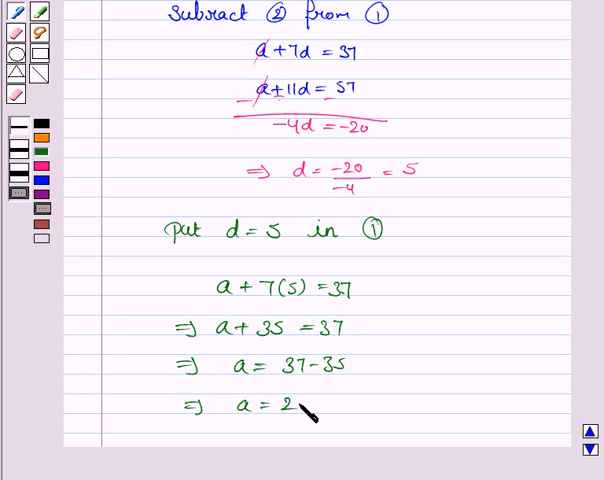 Subtract ② from ①
a + 7d = 37
a + 11d = 57
- - -
-4d = -20
⇒ d = -20/-4 = 5
Put d = 5 in ①
a + 7(5) = 37
⇒ a + 35 = 37
⇒ a = 37 - 35
⇒ a = 2